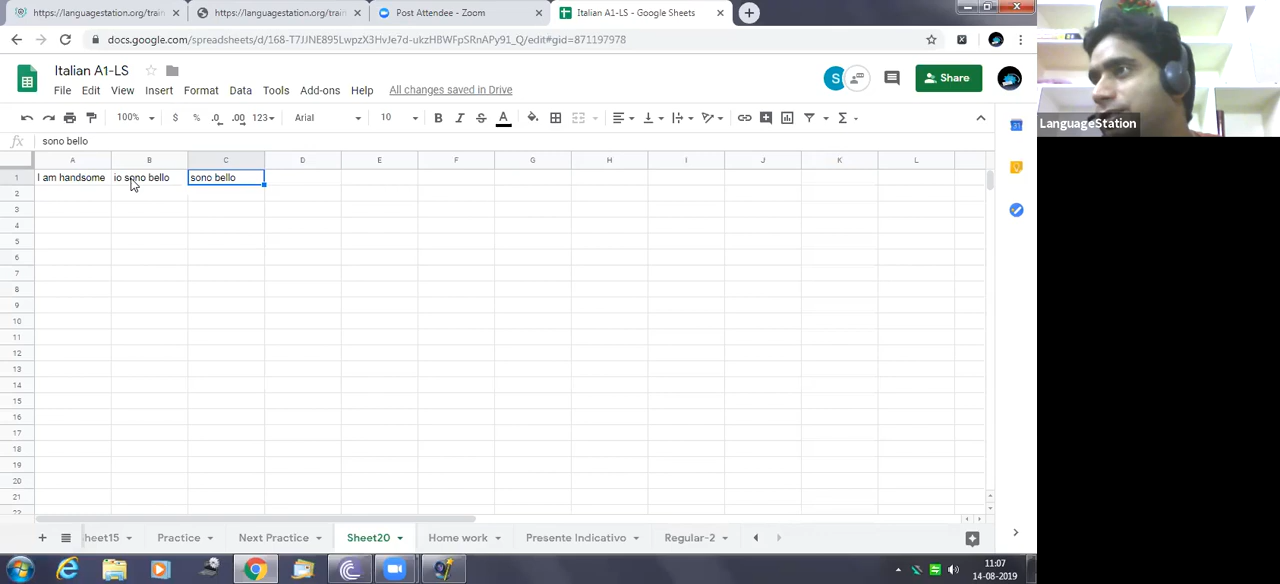 https://languagestation.org/train
https://languagestation.org/train
Post Attendee - Zoom
Italian A1-LS - Google Sheets
docs.google.com/spreadsheets/d/168-T7JJNE895LwpzX3HvJe7d-ukzHBWFpSRnAPy91_Q/edit#gid=871197978
Italian A1-LS
File Edit View Insert Format Data Tools Add-ons Help All changes saved in Drive
S
Share
100% $ % .0 .00 123 Arial 10 B I S A
fx sono bello
A B C D E F G H I J K L
1 I am handsome io sono bello sono bello
2
3
4
5
6
7
8
9
10
11
12
13
14
15
16
17
18
19
20
21
22
heet15 Practice Next Practice Sheet20 Home work Presente Indicativo Regular-2
11:07
14-08-2019
LanguageStation
31